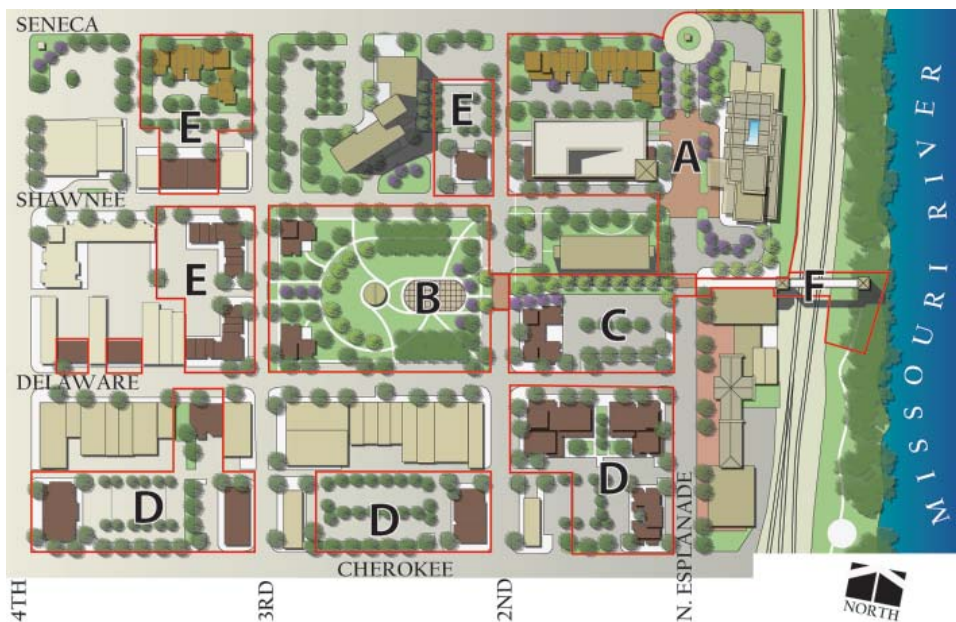 SENECA
E
E
A
SHAWNEE
E
B
F
C
DELAWARE
D
D
D
CHEROKEE
4TH
3RD
2ND
N. ESPLANADE
MISSOURI RIVER
NORTH